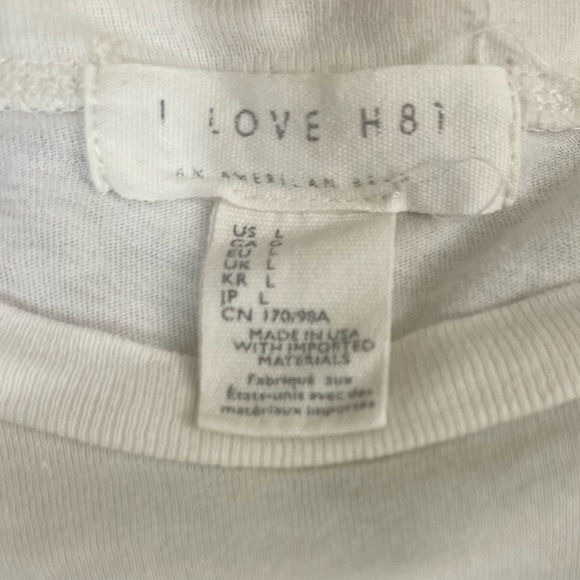 I LOVE H81
AN AMERICAN
US L
CA G
EU L
UK L
KR L
JP L
CN 170/98A
MADE IN USA
WITH IMPORTED
MATERIALS
Fabriqué aux
États-unis avec des
matériaux importés